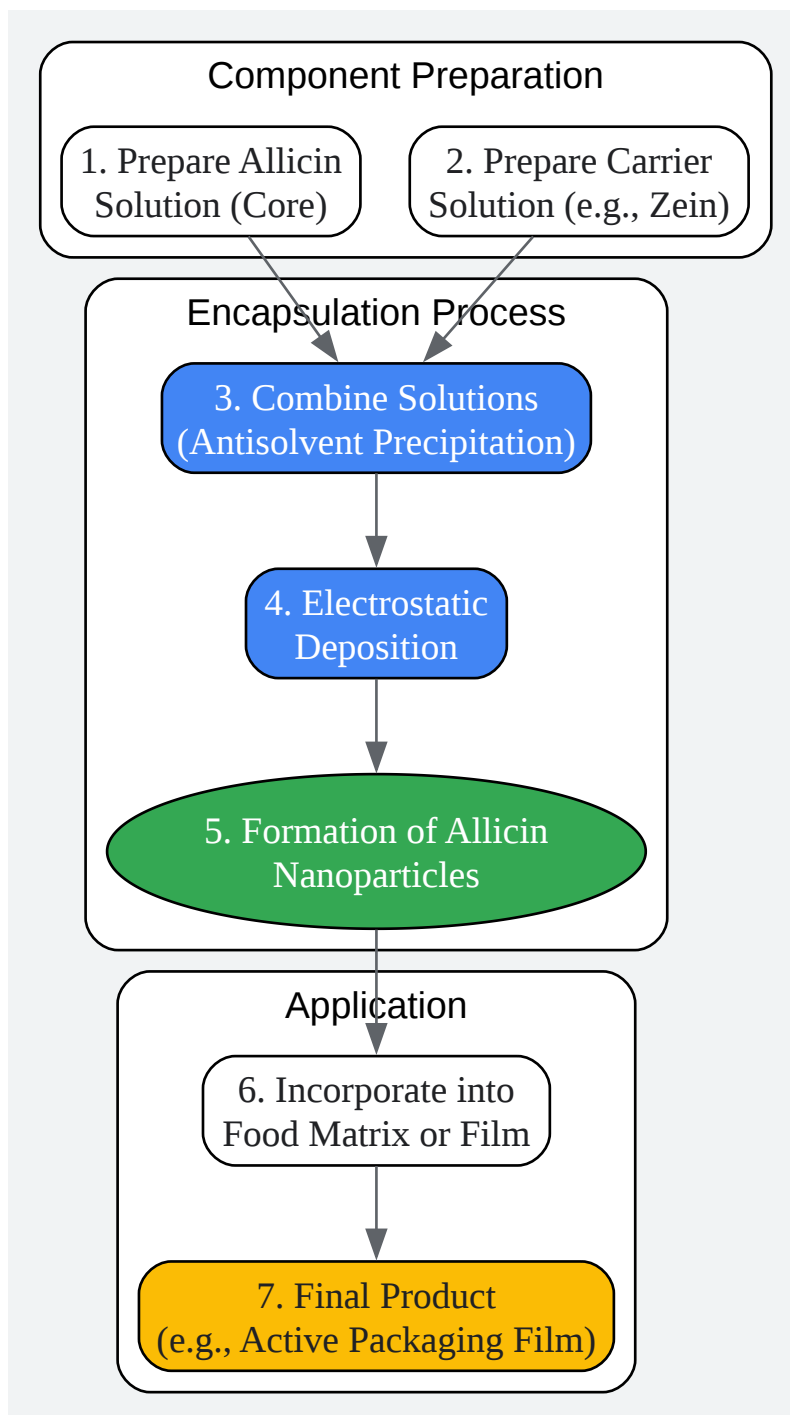 Component Preparation
1. Prepare Allicin
Solution (Core)
2. Prepare Carrier
Solution (e.g., Zein)
Encapsulation Process
3. Combine Solutions
(Antisolvent Precipitation)
4. Electrostatic
Deposition
5. Formation of Allicin
Nanoparticles
Application
6. Incorporate into
Food Matrix or Film
7. Final Product
(e.g., Active Packaging Film)